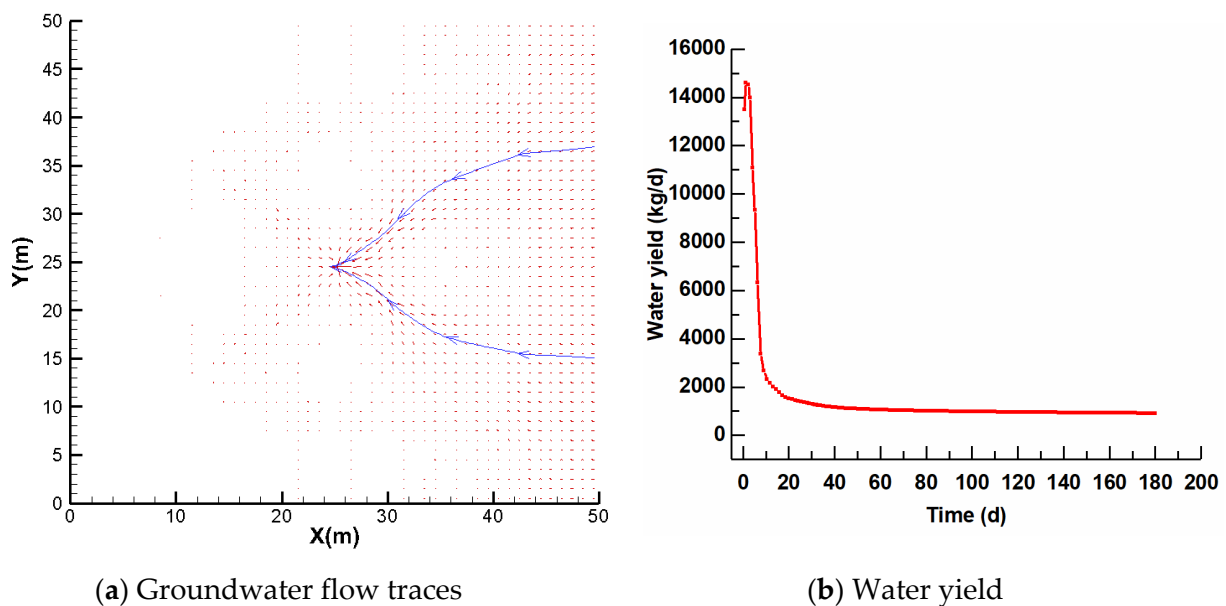 50
45
40
35
30
25
20
15
10
5
0
Y(m)
0 10 20 30 40 50
X(m)
(a) Groundwater flow traces
16000
14000
12000
10000
8000
6000
4000
2000
0
Water yield (kg/d)
0 20 40 60 80 100 120 140 160 180 200
Time (d)
(b) Water yield